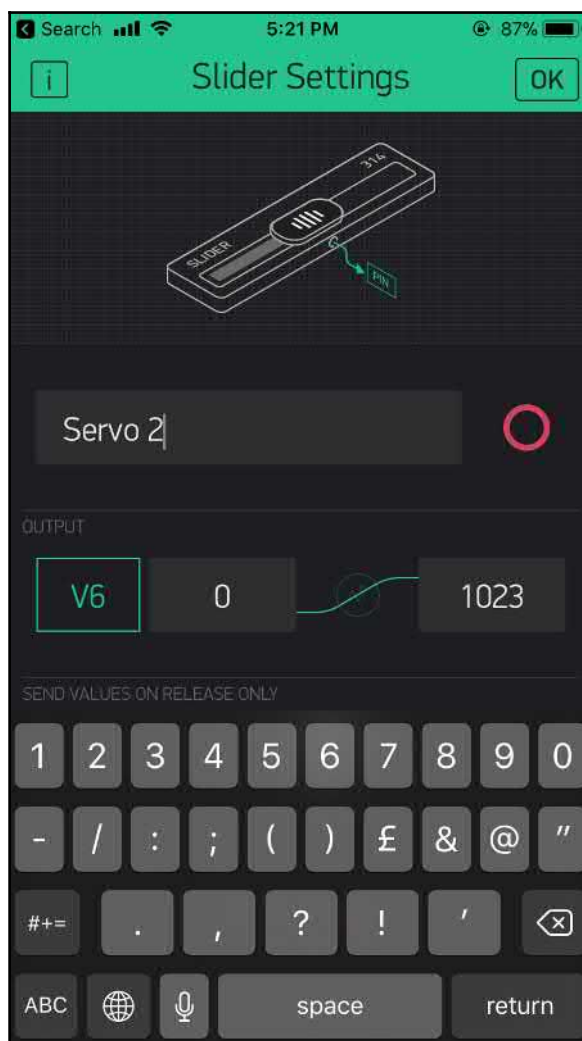 Search 5:21 PM 87%
i Slider Settings OK
314
SLIDER
PIN
Servo 2
OUTPUT
V6 0 1023
SEND VALUES ON RELEASE ONLY
1 2 3 4 5 6 7 8 9 0
- / : ; ( ) £ & @ "
#+= . , ? ! '
ABC space return